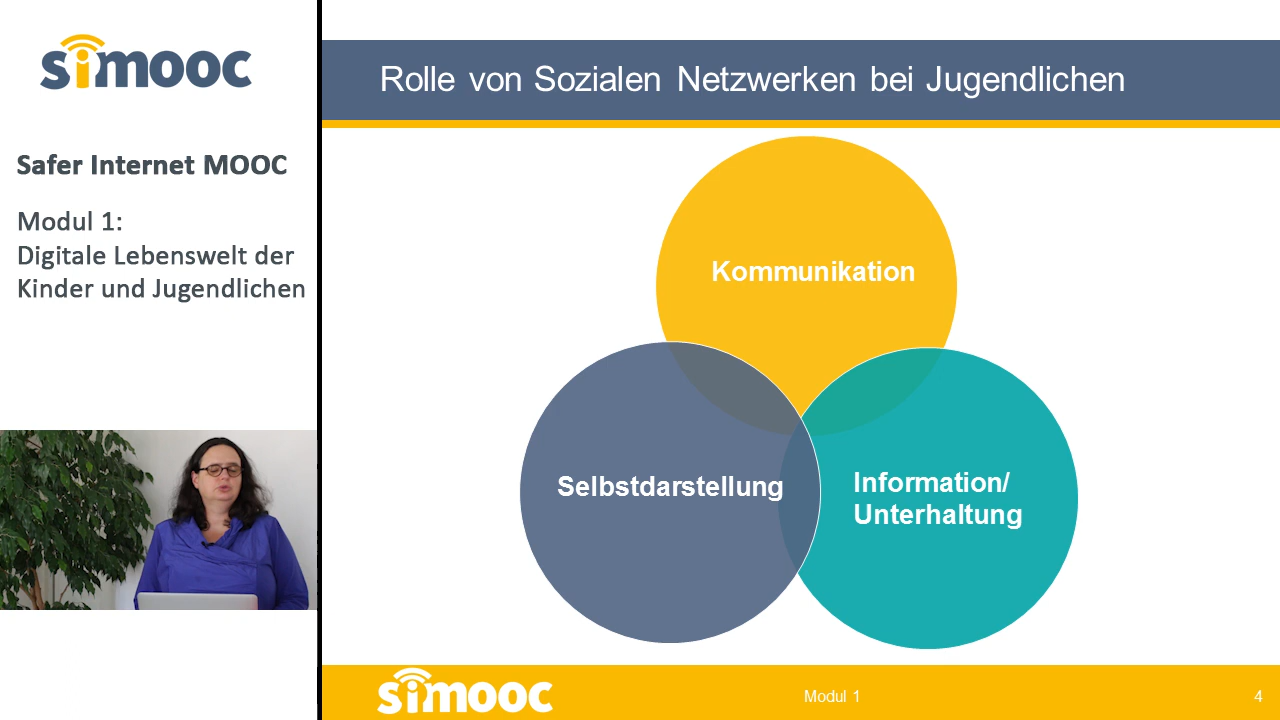 simooc
Safer Internet MOOC
Modul 1:
Digitale Lebenswelt der
Kinder und Jugendlichen
Rolle von Sozialen Netzwerken bei Jugendlichen
Kommunikation
Selbstdarstellung
Information/
Unterhaltung
simooc
Modul 1
4